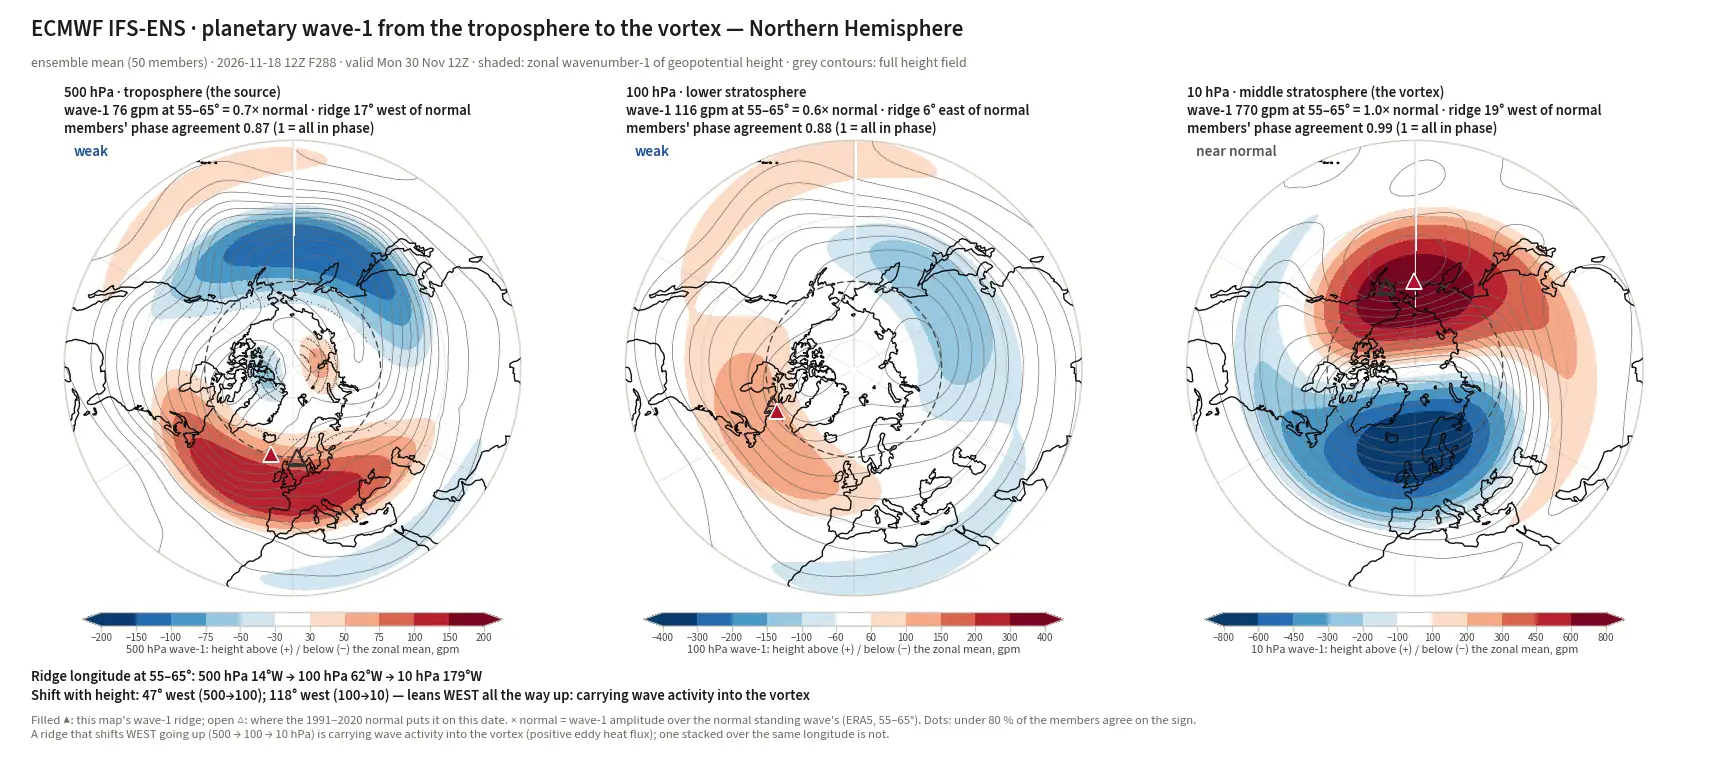 ECMWF IFS-ENS · planetary wave-1 from the troposphere to the vortex — Northern Hemisphere
ensemble mean (50 members) · 2026-11-18 12Z F288 · valid Mon 30 Nov 12Z · shaded: zonal wavenumber-1 of geopotential height · grey contours: full height field
500 hPa · troposphere (the source)
wave-1 76 gpm at 55–65° = 0.7× normal · ridge 17° west of normal
members' phase agreement 0.87 (1 = all in phase)
weak
100 hPa · lower stratosphere
wave-1 116 gpm at 55–65° = 0.6× normal · ridge 6° east of normal
members' phase agreement 0.88 (1 = all in phase)
weak
10 hPa · middle stratosphere (the vortex)
wave-1 770 gpm at 55–65° = 1.0× normal · ridge 19° west of normal
members' phase agreement 0.99 (1 = all in phase)
near normal
−200 −150 −100 −75 −50 −30 30 50 75 100 150 200
500 hPa wave-1: height above (+) / below (−) the zonal mean, gpm
−400 −300 −200 −150 −100 −60 60 100 150 200 300 400
100 hPa wave-1: height above (+) / below (−) the zonal mean, gpm
−800 −600 −450 −300 −200 −100 100 200 300 450 600 800
10 hPa wave-1: height above (+) / below (−) the zonal mean, gpm
Ridge longitude at 55–65°: 500 hPa 14°W → 100 hPa 62°W → 10 hPa 179°W
Shift with height: 47° west (500→100); 118° west (100→10) — leans WEST all the way up: carrying wave activity into the vortex
Filled ▲: this map's wave-1 ridge; open △: where the 1991–2020 normal puts it on this date. × normal = wave-1 amplitude over the normal standing wave's (ERA5, 55–65°). Dots: under 80 % of the members agree on the sign.
A ridge that shifts WEST going up (500 → 100 → 10 hPa) is carrying wave activity into the vortex (positive eddy heat flux); one stacked over the same longitude is not.